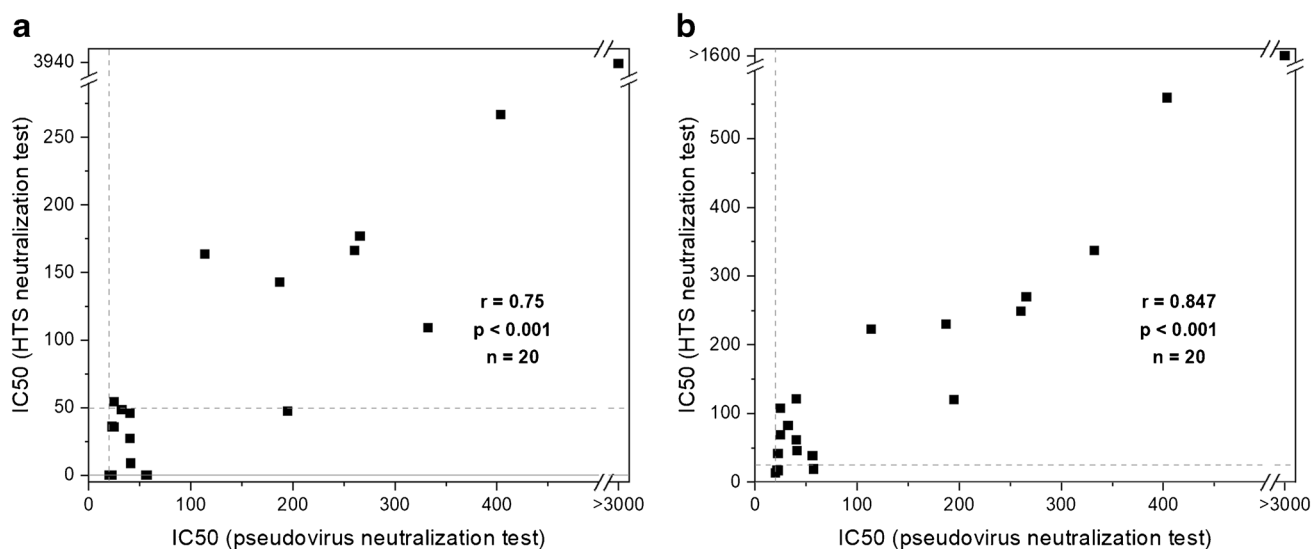 a
3940
250
200
150
100
50
0
IC50 (HTS neutralization test)
r = 0.75
p < 0.001
n = 20
0
100
200
300
400
>3000
IC50 (pseudovirus neutralization test)
b
>1600
500
400
300
200
100
0
IC50 (HTS neutralization test)
r = 0.847
p < 0.001
n = 20
0
100
200
300
400
>3000
IC50 (pseudovirus neutralization test)